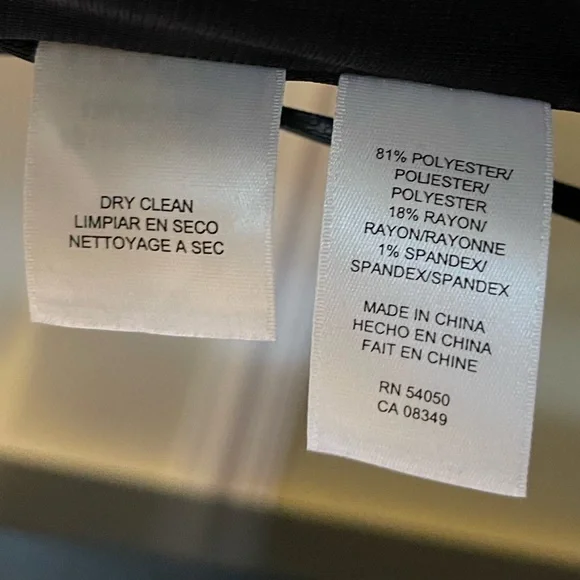 DRY CLEAN
LIMPIAR EN SECO
NETTOYAGE A SEC
81% POLYESTER/
POLIESTER/
POLYESTER
18% RAYON/
RAYON/RAYONNE
1% SPANDEX/
SPANDEX/SPANDEX
MADE IN CHINA
HECHO EN CHINA
FAIT EN CHINE
RN 54050
CA 08349